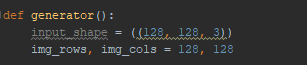 def generator():
input_shape = ((128, 128, 3))
img_rows, img_cols = 128, 128